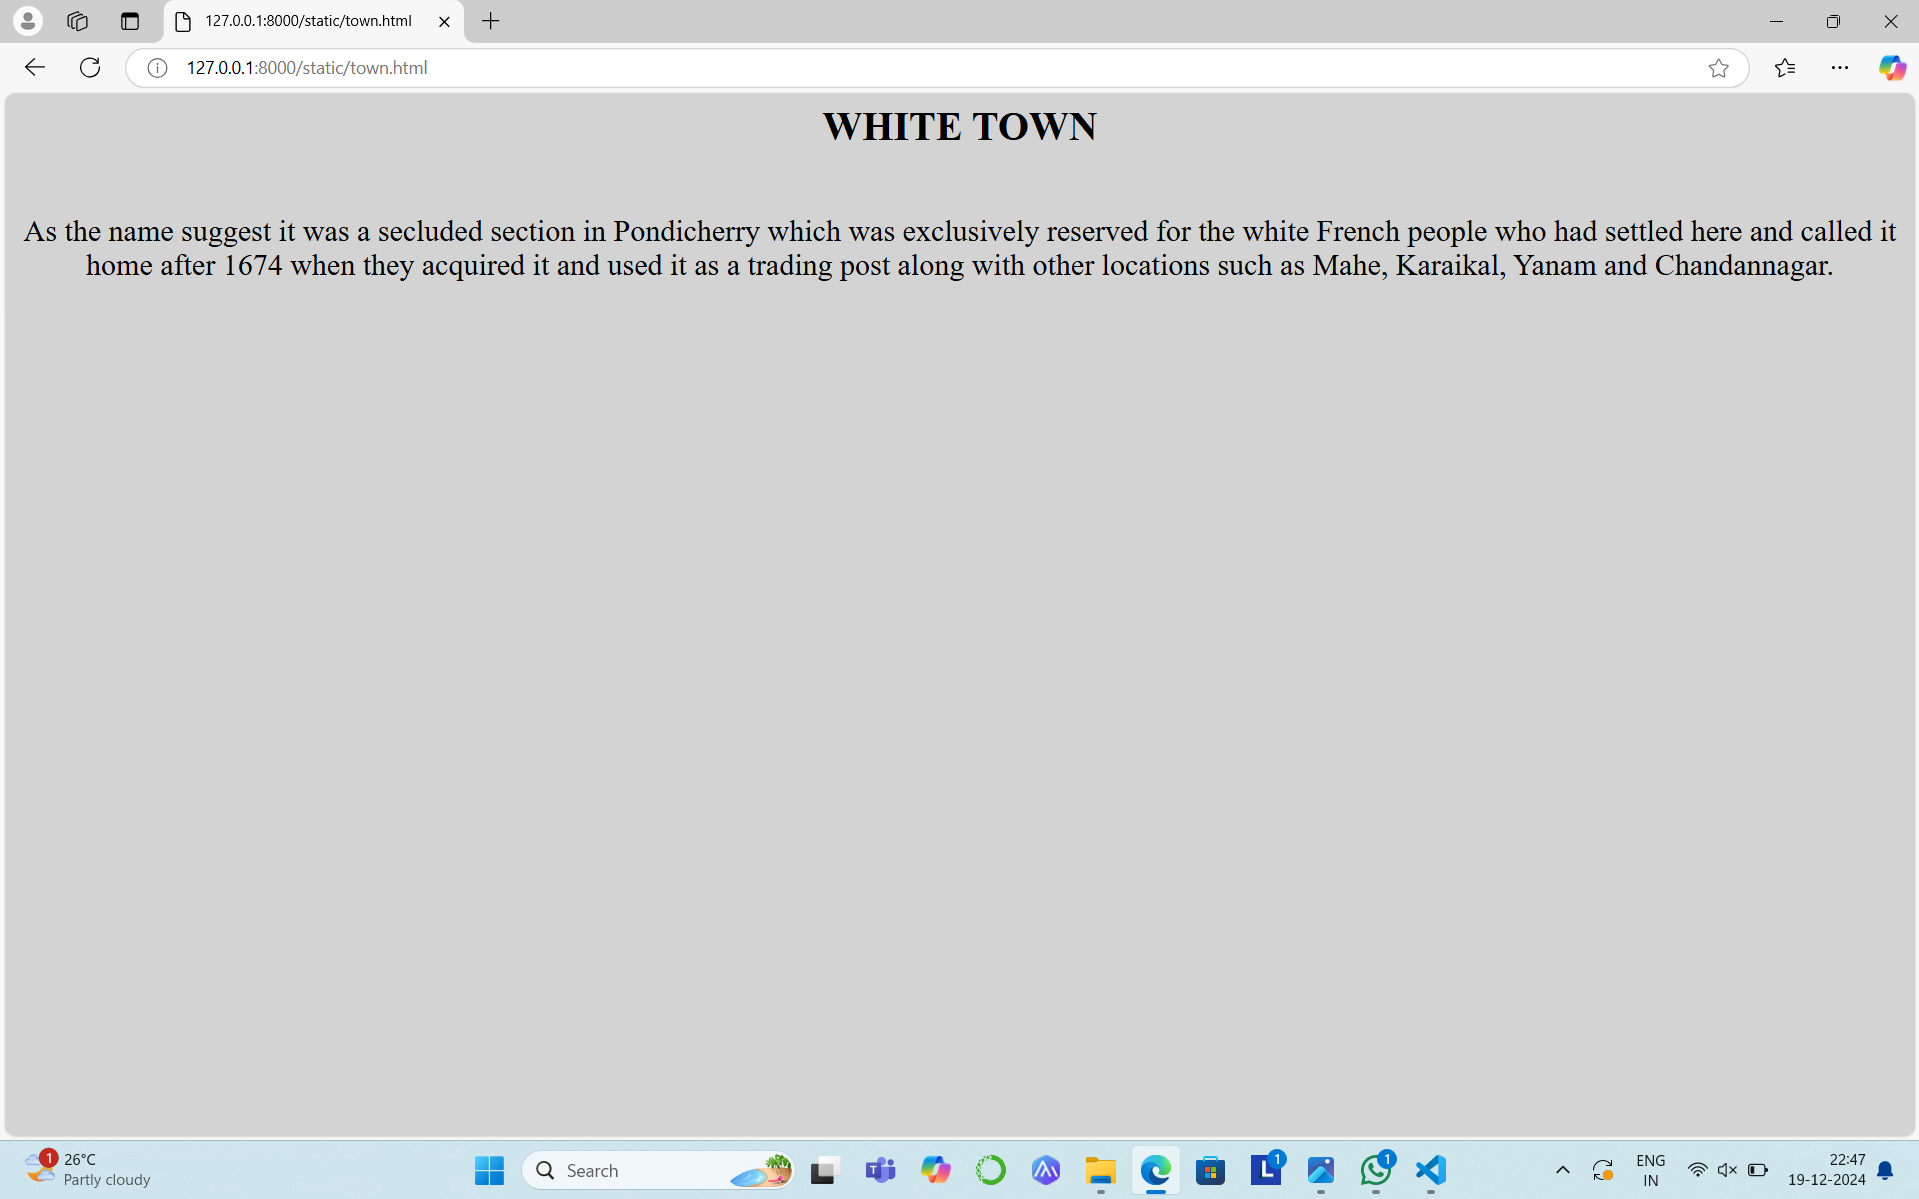 127.0.0.1:8000/static/town.html
127.0.0.1:8000/static/town.html
WHITE TOWN
As the name suggest it was a secluded section in Pondicherry which was exclusively reserved for the white French people who had settled here and called it
home after 1674 when they acquired it and used it as a trading post along with other locations such as Mahe, Karaikal, Yanam and Chandannagar.
1
26°C
Partly cloudy
Search
T
L
1
1
ENG
IN
22:47
19-12-2024